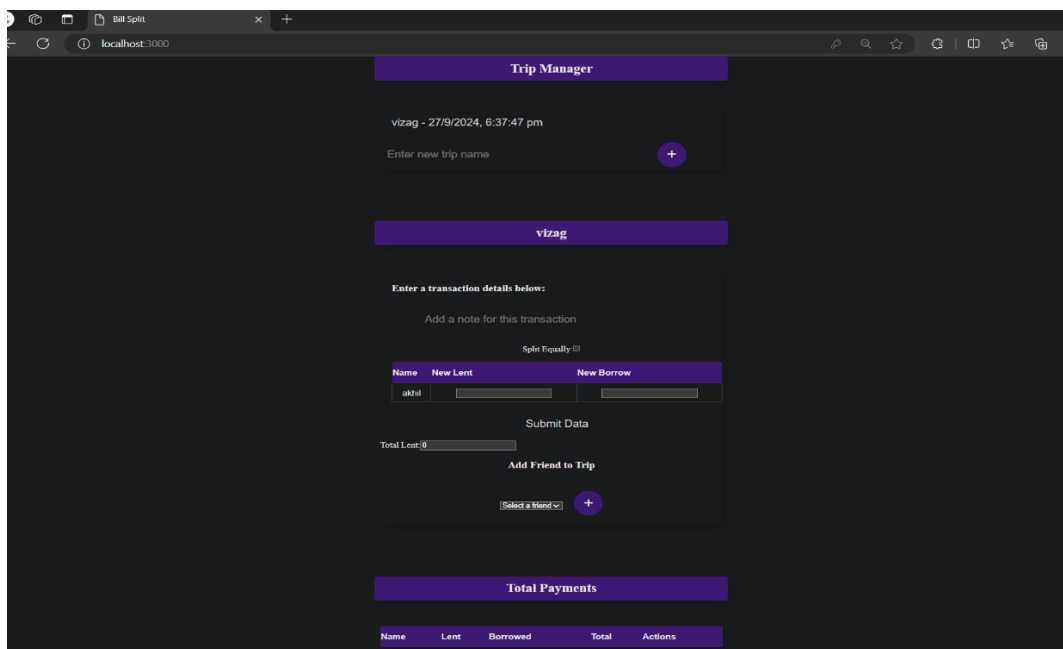 Bill Split
localhost:3000
Trip Manager
vizag - 27/9/2024, 6:37:47 pm
Enter new trip name
+
vizag
Enter a transaction details below:
Add a note for this transaction
Split Equally:
Name New Lent New Borrow
akhil
Submit Data
Total Lent: 0
Add Friend to Trip
Select a friend +
Total Payments
Name Lent Borrowed Total Actions